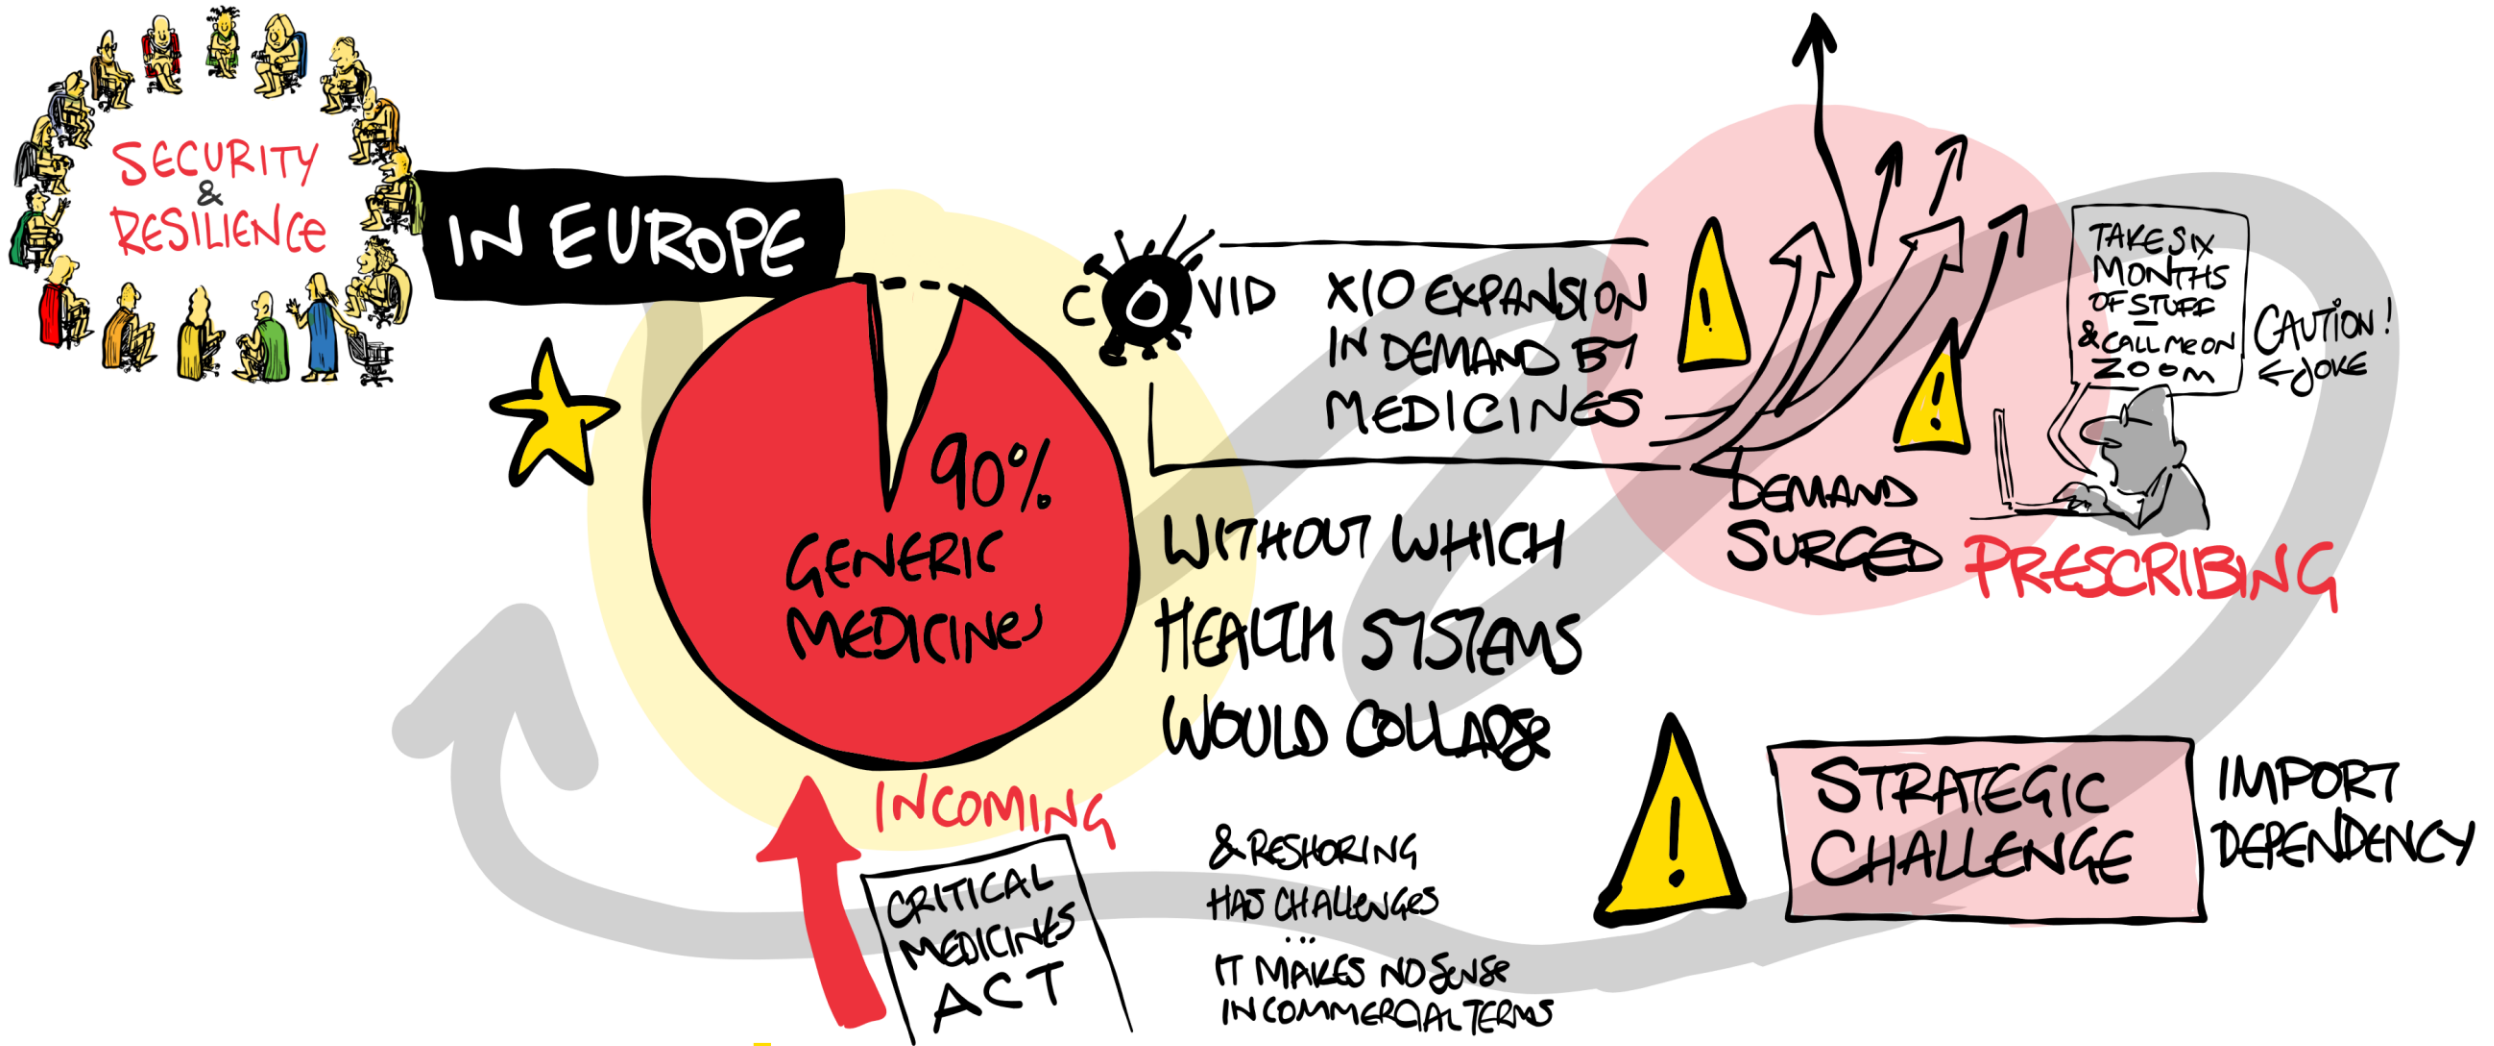 SECURITY
&
RESILIENCE
IN EUROPE
90%
GENERIC
MEDICINES
COVID
X10 EXPANSION
IN DEMAND BY
MEDICINES
WITHOUT WHICH
HEALTH SYSTEMS
WOULD COLLAPSE
!
!
DEMAND
SURGED
TAKE SIX
MONTHS
OF STUFF
& CALL ME ON
ZOOM
CAUTION!
← JOKE
PRESCRIBING
INCOMING
CRITICAL
MEDICINES
ACT
& RESHORING
HAS CHALLENGES
...
IT MAKES NO SENSE
IN COMMERCIAL TERMS
!
STRATEGIC
CHALLENGE
IMPORT
DEPENDENCY